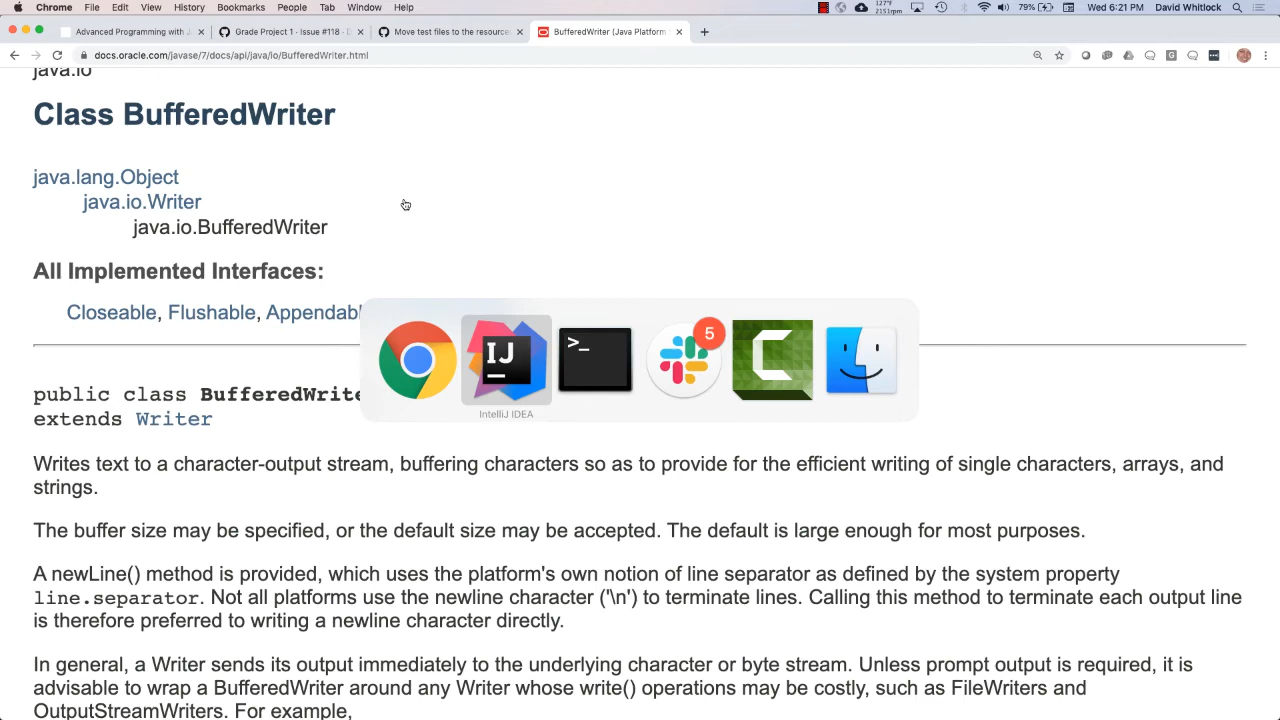 Chrome File Edit View History Bookmarks People Tab Window Help 127°F 2151rpm 79% Wed 6:21 PM David Whitlock
Advanced Programming with J Grade Project 1 · Issue #118 · D Move test files to the resource BufferedWriter (Java Platform
docs.oracle.com/javase/7/docs/api/java/io/BufferedWriter.html
java.io
Class BufferedWriter
java.lang.Object
java.io.Writer
java.io.BufferedWriter
All Implemented Interfaces:
Closeable, Flushable, Appendabl
IJ
>_
5
C
IntelliJ IDEA
public class BufferedWrite
extends Writer
Writes text to a character-output stream, buffering characters so as to provide for the efficient writing of single characters, arrays, and
strings.
The buffer size may be specified, or the default size may be accepted. The default is large enough for most purposes.
A newLine() method is provided, which uses the platform's own notion of line separator as defined by the system property
line.separator. Not all platforms use the newline character ('\n') to terminate lines. Calling this method to terminate each output line
is therefore preferred to writing a newline character directly.
In general, a Writer sends its output immediately to the underlying character or byte stream. Unless prompt output is required, it is
advisable to wrap a BufferedWriter around any Writer whose write() operations may be costly, such as FileWriters and
OutputStreamWriters. For example,